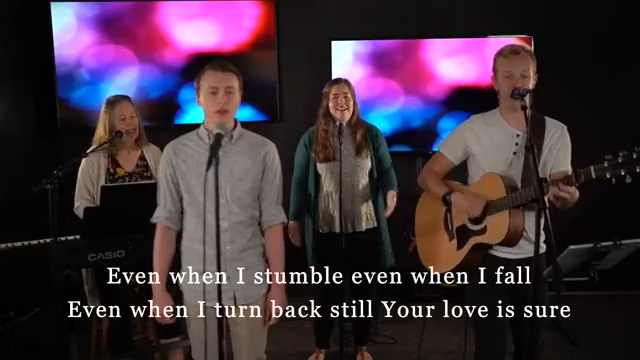 CASIO
Even when I stumble even when I fall
Even when I turn back still Your love is sure